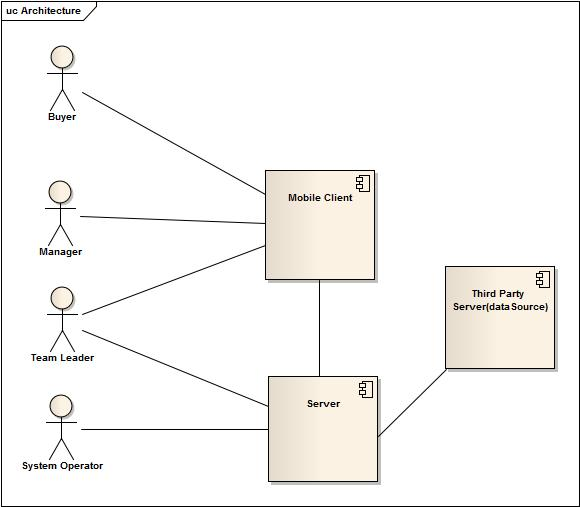 uc Architecture
Buyer
Mobile Client
Manager
Third Party
Server(dataSource)
Team Leader
Server
System Operator